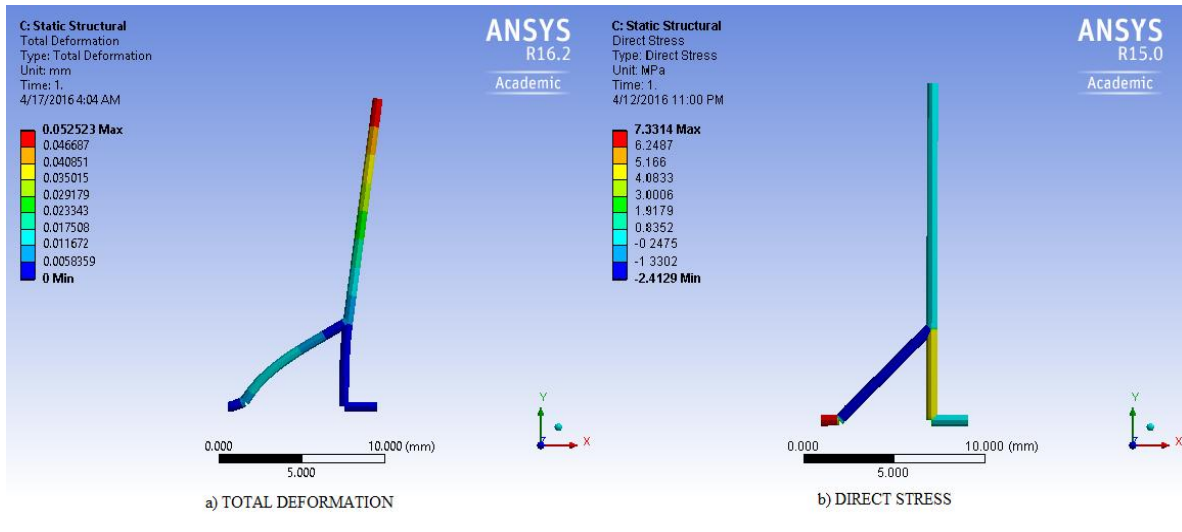 C: Static Structural
Total Deformation
Type: Total Deformation
Unit: mm
Time: 1.
4/17/2016 4:04 AM
ANSYS
R16.2
Academic
0.052523 Max
0.046687
0.040851
0.035015
0.029179
0.023343
0.017508
0.011672
0.0058359
0 Min
Y
X
Z
0.000
10.000 (mm)
5.000
a) TOTAL DEFORMATION
C: Static Structural
Direct Stress
Type: Direct Stress
Unit: MPa
Time: 1.
4/12/2016 11:00 PM
ANSYS
R15.0
Academic
7.3314 Max
6.2487
5.166
4.0833
3.0006
1.9179
0.8352
-0.2475
-1.3302
-2.4129 Min
Y
X
Z
0.000
10.000 (mm)
5.000
b) DIRECT STRESS